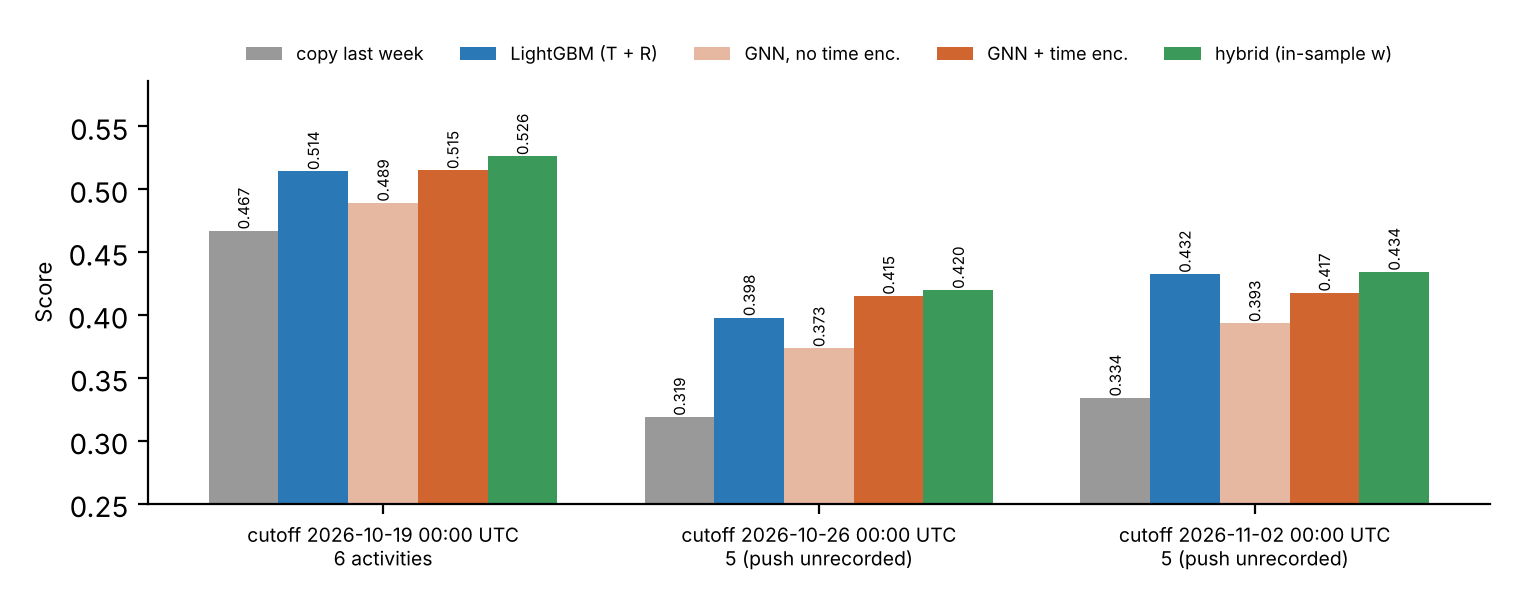 copy last week LightGBM (T + R) GNN, no time enc. GNN + time enc. hybrid (in-sample w)
Score
0.55
0.50
0.45
0.40
0.35
0.30
0.25
0.467 0.514 0.489 0.515 0.526
0.319 0.398 0.373 0.415 0.420
0.334 0.432 0.393 0.417 0.434
cutoff 2026-10-19 00:00 UTC
6 activities
cutoff 2026-10-26 00:00 UTC
5 (push unrecorded)
cutoff 2026-11-02 00:00 UTC
5 (push unrecorded)